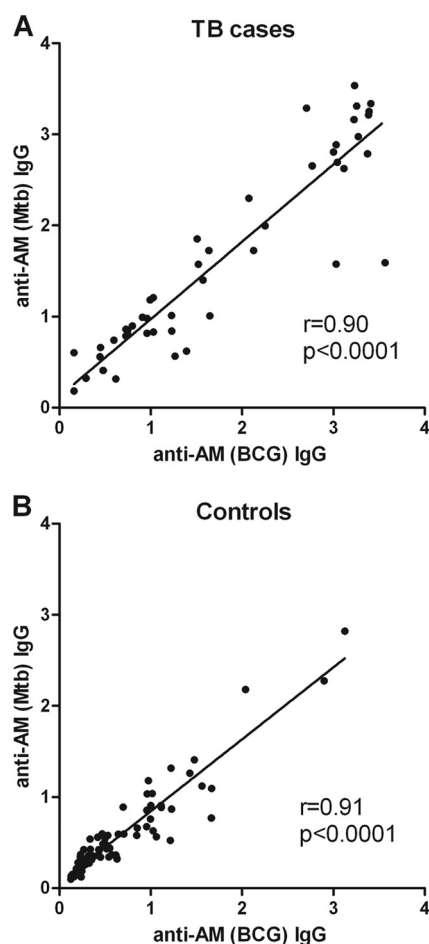 A
TB cases
anti-AM (Mtb) IgG
4
3
2
1
0
r=0.90
p<0.0001
0 1 2 3 4
anti-AM (BCG) IgG
B
Controls
anti-AM (Mtb) IgG
4
3
2
1
0
r=0.91
p<0.0001
0 1 2 3 4
anti-AM (BCG) IgG